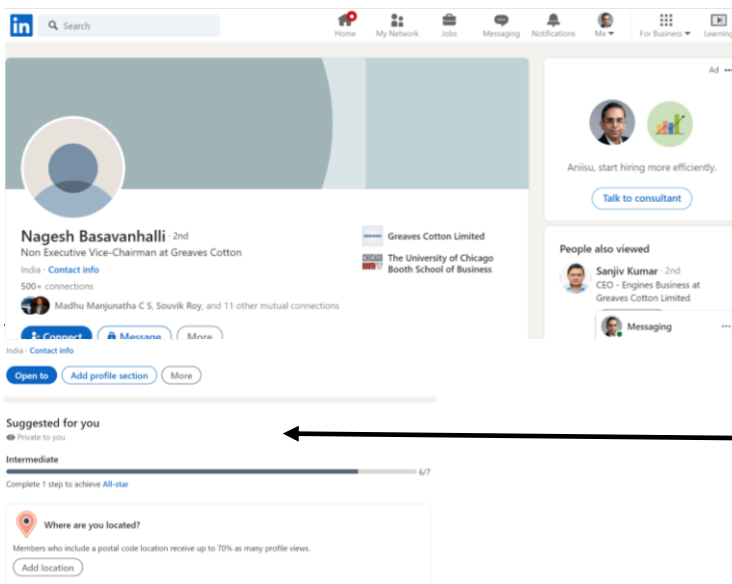 in
Search
Home
My Network
Jobs
Messaging
Notifications
Me
For Business
Learning
Nagesh Basavanhalli · 2nd
Non Executive Vice-Chairman at Greaves Cotton
India · Contact info
500+ connections
Madhu Manjunatha C S, Souvik Roy, and 11 other mutual connections
Connect
Message
More
GREAVES
Greaves Cotton Limited
CHICAGO BOOTH
The University of Chicago
Booth School of Business
Ad
Aniisu, start hiring more efficiently.
Talk to consultant
People also viewed
Sanjiv Kumar · 2nd
CEO - Engines Business at
Greaves Cotton Limited
Messaging
India · Contact info
Open to
Add profile section
More
Suggested for you
Private to you
Intermediate
6/7
Complete 1 step to achieve All-star
Where are you located?
Members who include a postal code location receive up to 70% as many profile views.
Add location